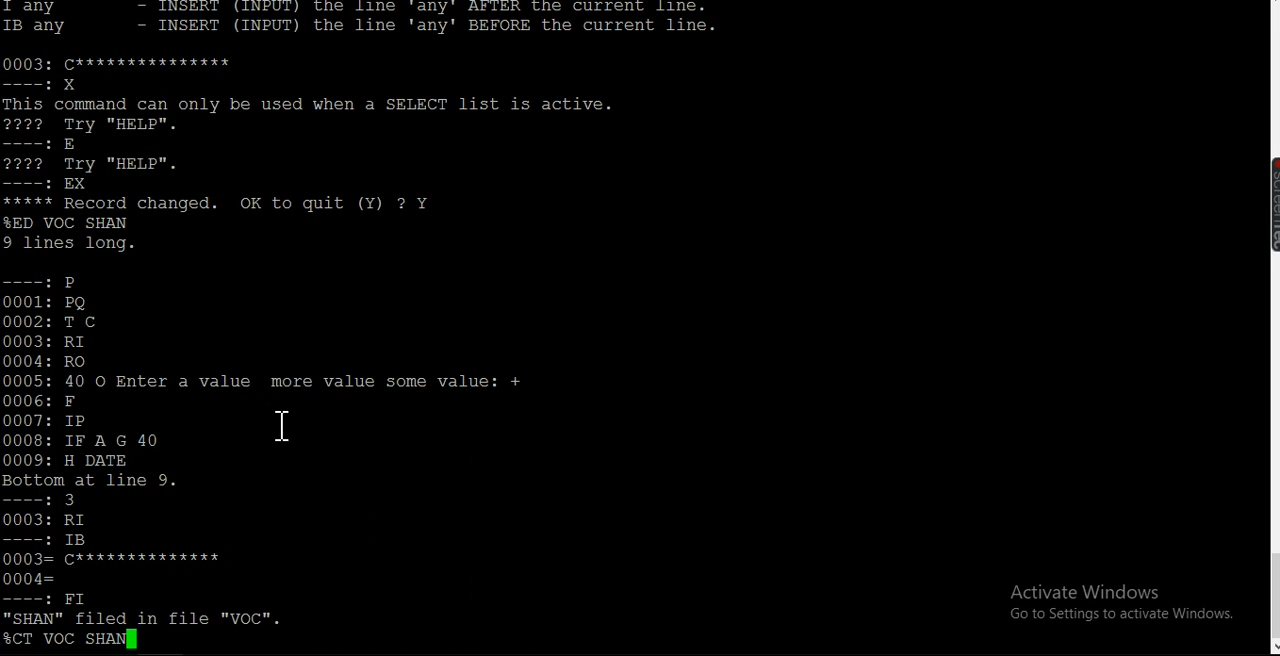 I any       - INSERT (INPUT) the line 'any' AFTER the current line.
IB any      - INSERT (INPUT) the line 'any' BEFORE the current line.
0003: C***************
----: X
This command can only be used when a SELECT list is active.
????  Try "HELP".
----: E
????  Try "HELP".
----: EX
***** Record changed.  OK to quit (Y) ? Y
%ED VOC SHAN
9 lines long.
----: P
0001: PQ
0002: T C
0003: RI
0004: RO
0005: 40 O Enter a value  more value some value: +
0006: F
0007: IP
0008: IF A G 40
0009: H DATE
Bottom at line 9.
----: 3
0003: RI
----: IB
0003= C**************
0004=
----: FI
"SHAN" filed in file "VOC".
%CT VOC SHAN
Activate Windows
Go to Settings to activate Windows.